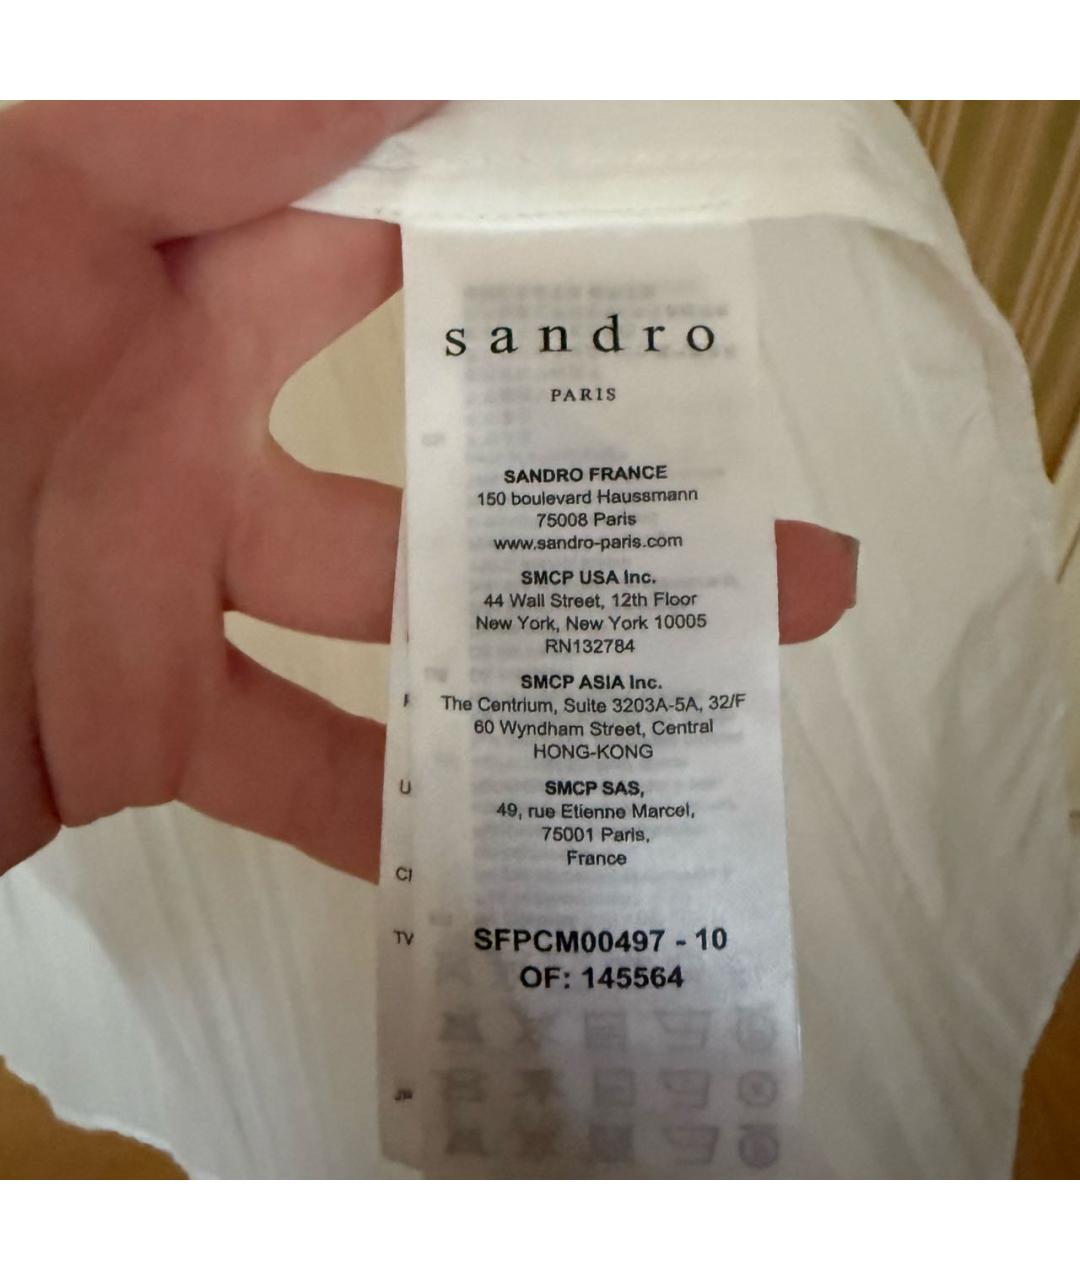 sandro
PARIS
SANDRO FRANCE
150 boulevard Haussmann
75008 Paris
www.sandro-paris.com
SMCP USA Inc.
44 Wall Street, 12th Floor
New York, New York 10005
RN132784
SMCP ASIA Inc.
The Centrium, Suite 3203A-5A, 32/F
60 Wyndham Street, Central
HONG-KONG
SMCP SAS,
49, rue Etienne Marcel,
75001 Paris,
France
SFPCM00497 - 10
OF: 145564
U
TV